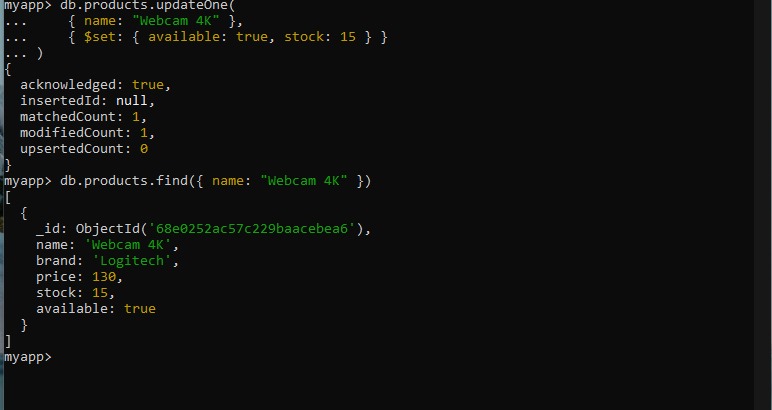 myapp> db.products.updateOne(
...     { name: "Webcam 4K" },
...     { $set: { available: true, stock: 15 } }
... )
{
  acknowledged: true,
  insertedId: null,
  matchedCount: 1,
  modifiedCount: 1,
  upsertedCount: 0
}
myapp> db.products.find({ name: "Webcam 4K" })
[
  {
    _id: ObjectId('68e0252ac57c229baacebea6'),
    name: 'Webcam 4K',
    brand: 'Logitech',
    price: 130,
    stock: 15,
    available: true
  }
]
myapp>